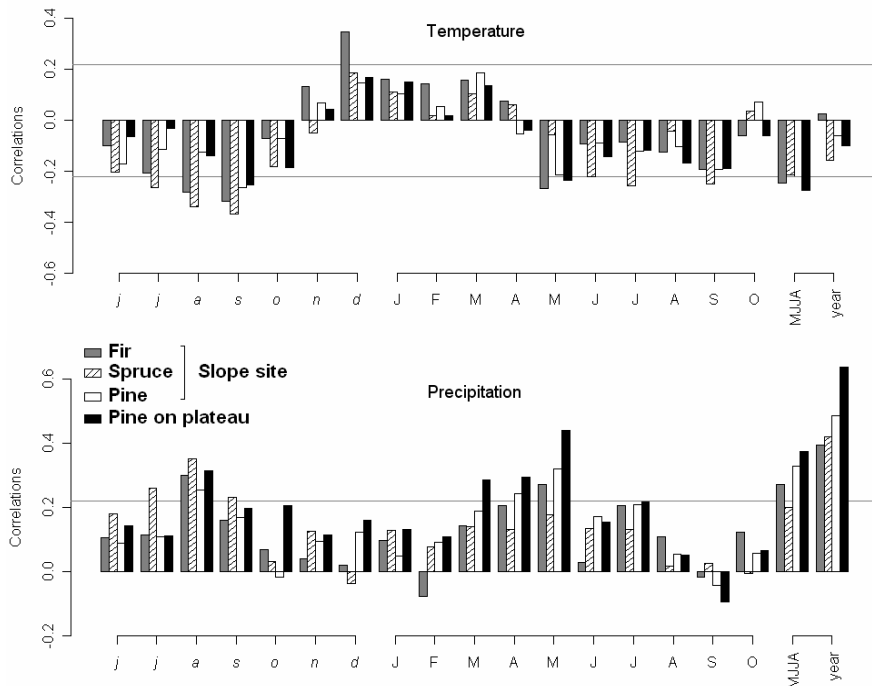 Temperature
Correlations
0.4
0.2
0.0
-0.2
-0.4
-0.6
j j a s o n d J F M A M J J A S O MJJA year
Fir
Spruce
Slope site
Pine
Pine on plateau
Precipitation
Correlations
0.6
0.4
0.2
0.0
-0.2
j j a s o n d J F M A M J J A S O MJJA year